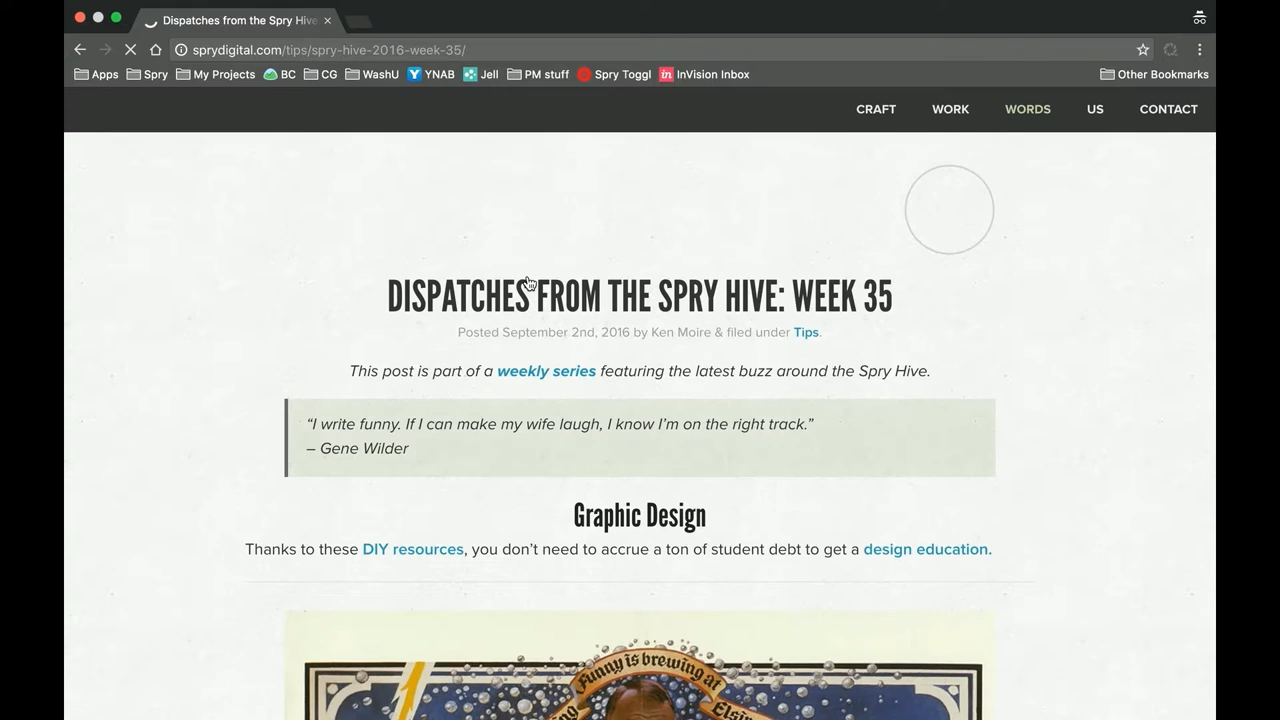 Dispatches from the Spry Hive
sprydigital.com/tips/spry-hive-2016-week-35/
Apps Spry My Projects BC CG WashU YNAB Jell PM stuff Spry Toggl in InVision Inbox Other Bookmarks
CRAFT WORK WORDS US CONTACT
DISPATCHES FROM THE SPRY HIVE: WEEK 35
Posted September 2nd, 2016 by Ken Moire & filed under Tips.
This post is part of a weekly series featuring the latest buzz around the Spry Hive.
“I write funny. If I can make my wife laugh, I know I’m on the right track.”
– Gene Wilder
Graphic Design
Thanks to these DIY resources, you don’t need to accrue a ton of student debt to get a design education.
Funny is brewing at